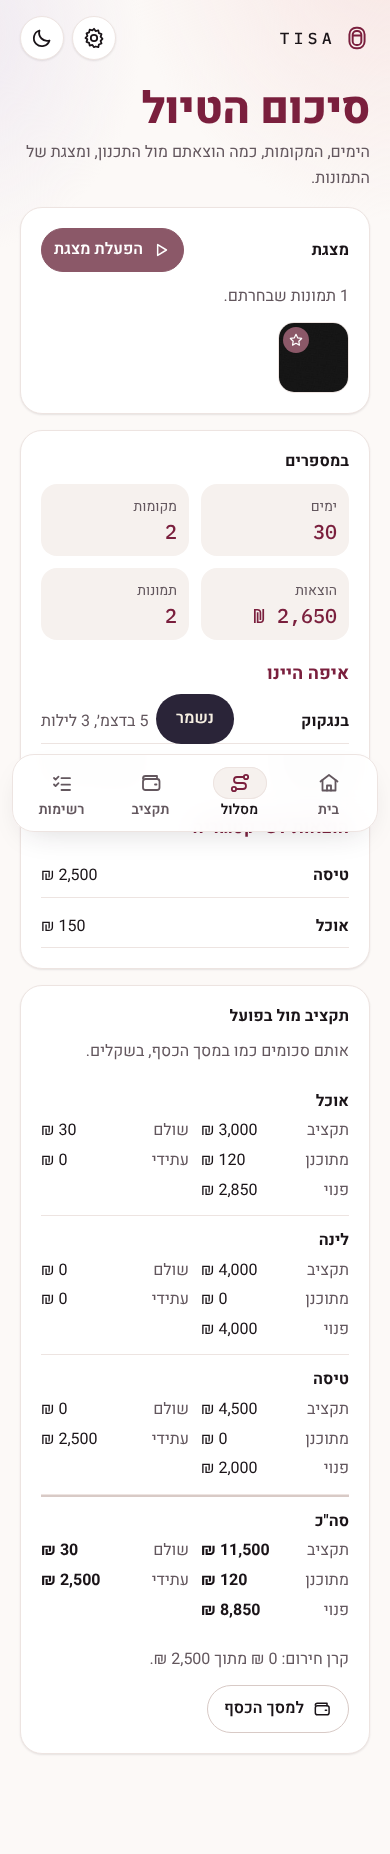 TISA
סיכום הטיול
הימים, המקומות, כמה הוצאתם מול התכנון, ומצגת של
התמונות.
מצגת
הפעלת מצגת
1 תמונות שבחרתם.
במספרים
ימים
30
מקומות
2
הוצאות
2,650 ₪
תמונות
2
איפה היינו
בנגקוק
5 בדצמ׳, 3 לילות
נשמר
בית
מסלול
תקציב
רשימות
טיסה
2,500 ₪
אוכל
150 ₪
תקציב מול בפועל
אותם סכומים כמו במסך הכסף, בשקלים.
אוכל
תקציב 3,000 ₪ שולם 30 ₪
מתוכנן 120 ₪ עתידי 0 ₪
פנוי 2,850 ₪
לינה
תקציב 4,000 ₪ שולם 0 ₪
מתוכנן 0 ₪ עתידי 0 ₪
פנוי 4,000 ₪
טיסה
תקציב 4,500 ₪ שולם 0 ₪
מתוכנן 0 ₪ עתידי 2,500 ₪
פנוי 2,000 ₪
סה"כ
תקציב 11,500 ₪ שולם 30 ₪
מתוכנן 120 ₪ עתידי 2,500 ₪
פנוי 8,850 ₪
קרן חירום: 0 ₪ מתוך 2,500 ₪.
למסך הכסף